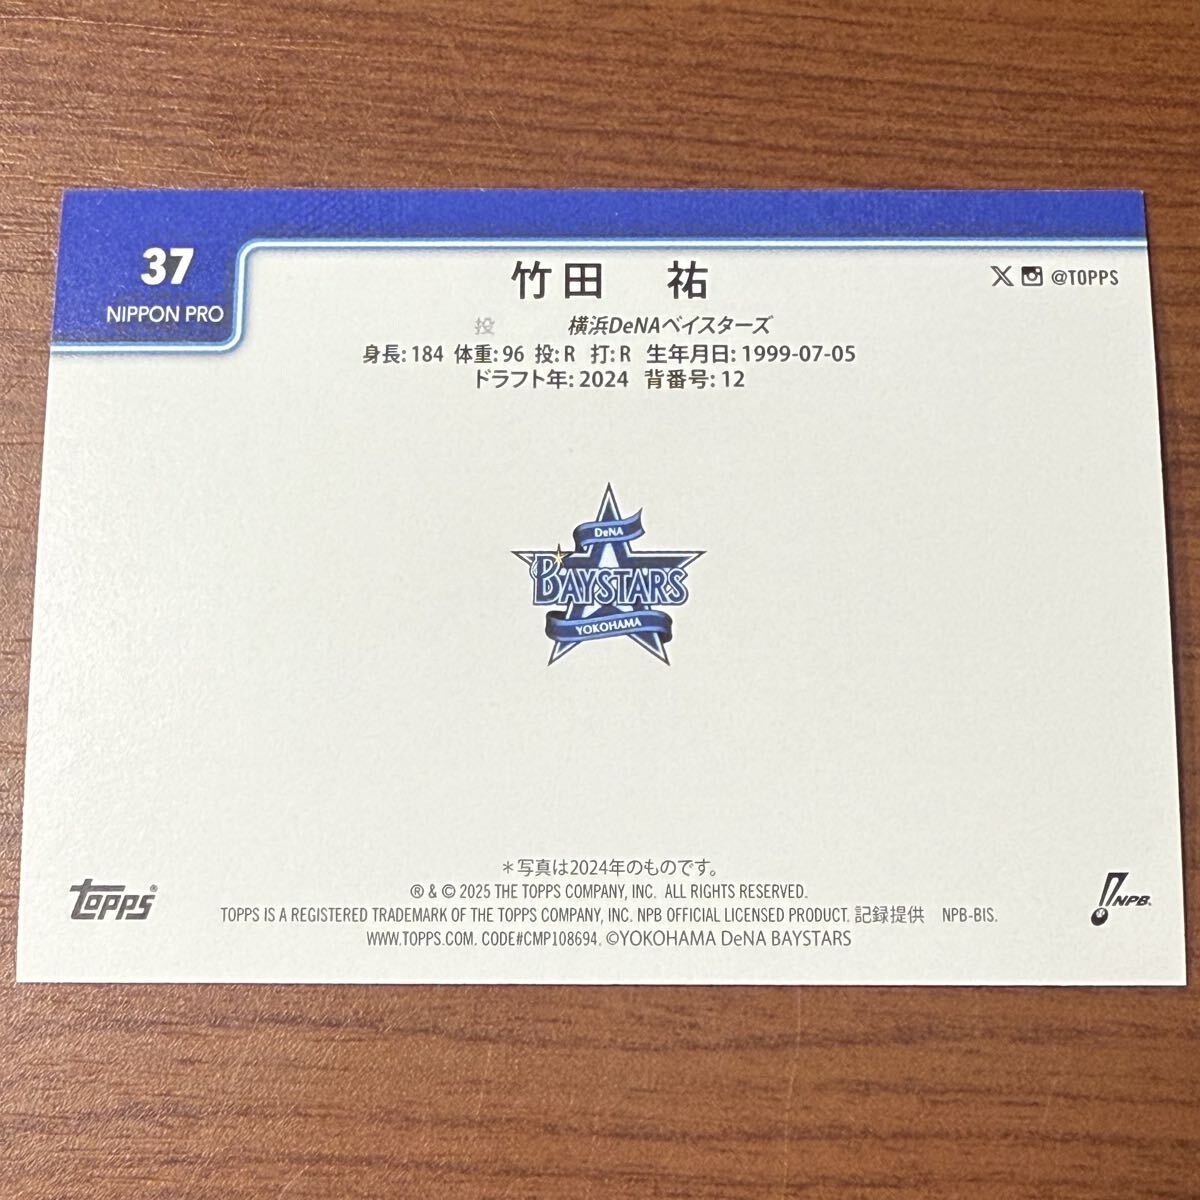 37
NIPPON PRO
竹田　祐
@TOPPS
投　横浜DeNAベイスターズ
身長: 184 体重: 96 投: R 打: R 生年月日: 1999-07-05
ドラフト年: 2024 背番号: 12
DeNA
BAYSTARS
YOKOHAMA
＊写真は2024年のものです。
® & © 2025 THE TOPPS COMPANY, INC. ALL RIGHTS RESERVED.
TOPPS IS A REGISTERED TRADEMARK OF THE TOPPS COMPANY, INC. NPB OFFICIAL LICENSED PRODUCT. 記録提供　NPB-BIS.
WWW.TOPPS.COM. CODE#CMP108694. ©YOKOHAMA DeNA BAYSTARS
topps®
NPB